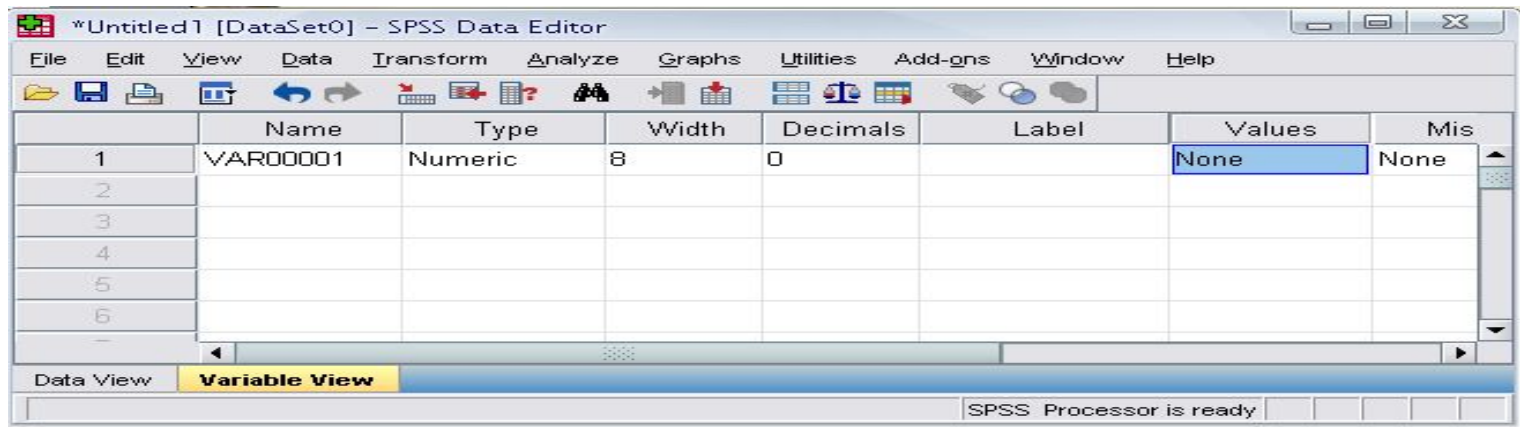 *Untitled1 [DataSet0] - SPSS Data Editor
File Edit View Data Transform Analyze Graphs Utilities Add-ons Window Help
Name Type Width Decimals Label Values Mis
1 VAR00001 Numeric 8 0 None None
2
3
4
5
6
Data View Variable View
SPSS Processor is ready